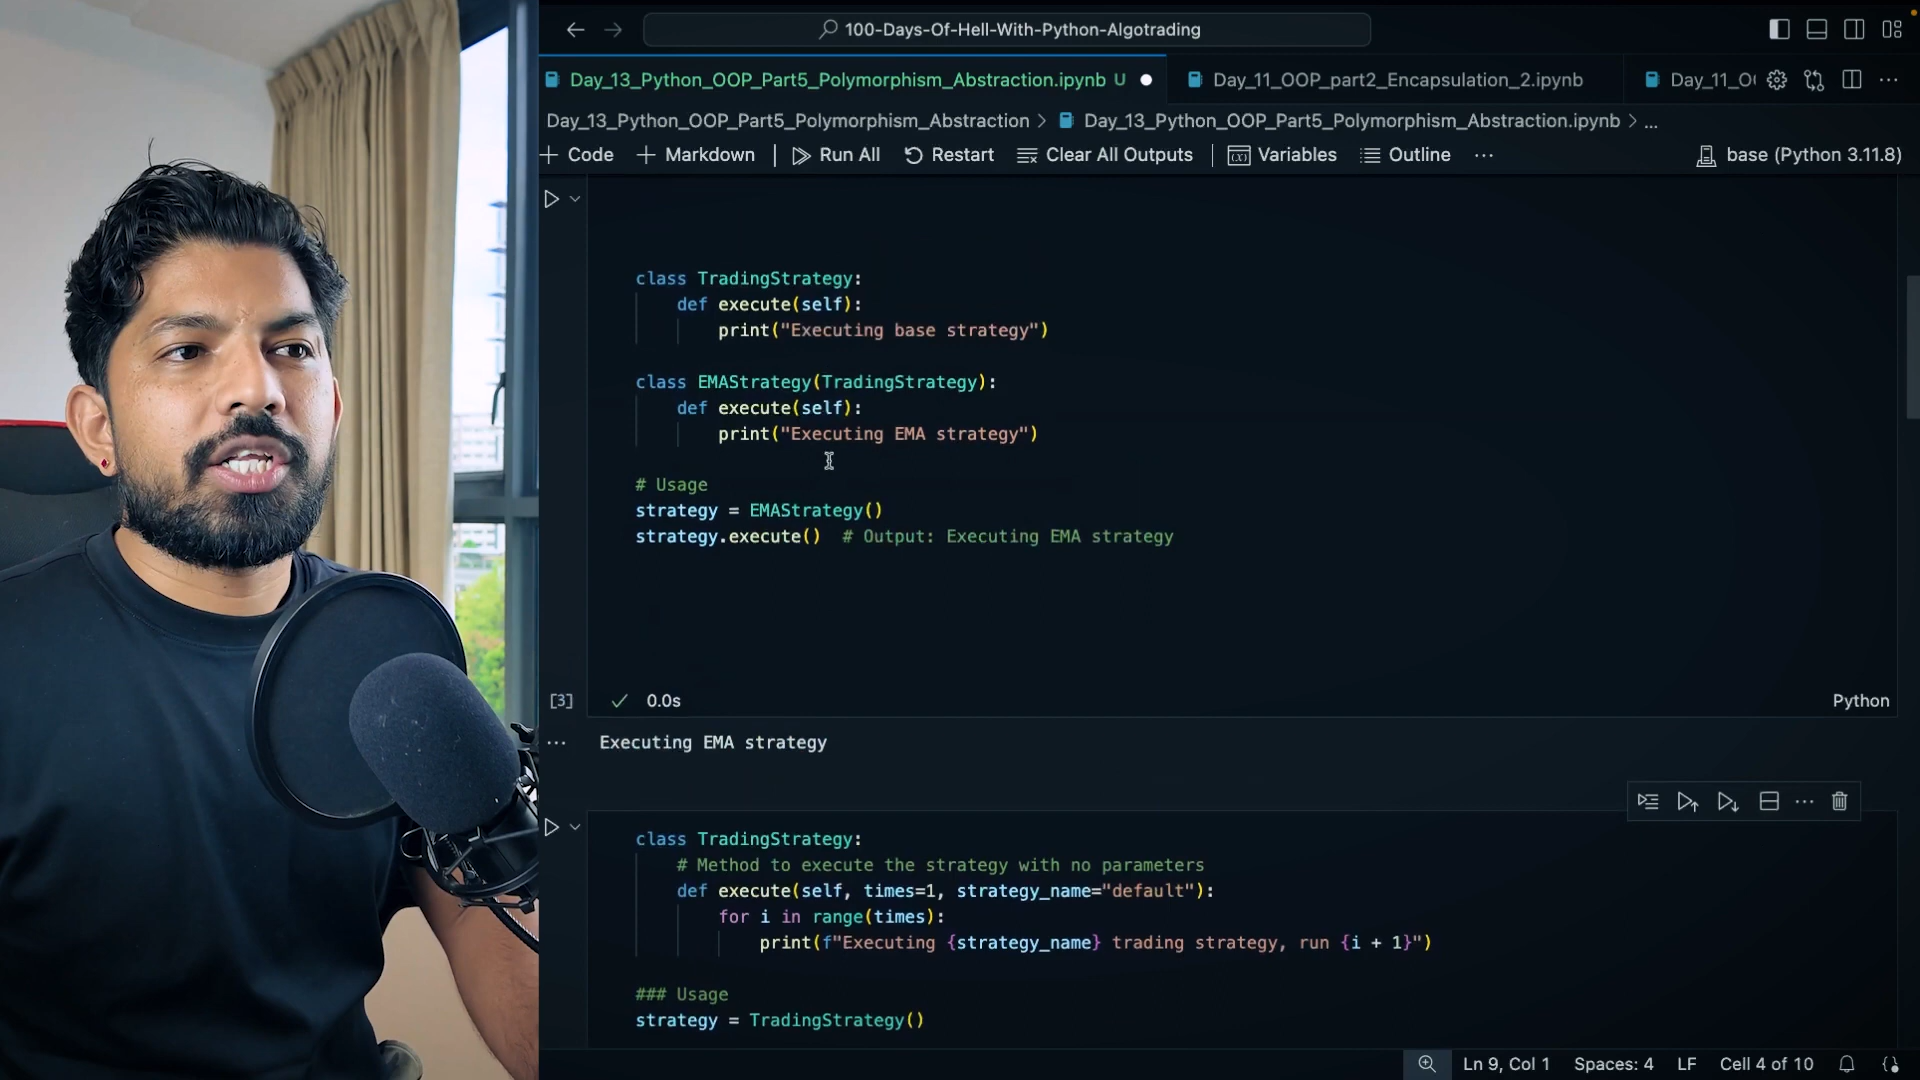 100-Days-Of-Hell-With-Python-Algotrading
Day_13_Python_OOP_Part5_Polymorphism_Abstraction.ipynb U
Day_11_OOP_part2_Encapsulation_2.ipynb
Day_11_O
Day_13_Python_OOP_Part5_Polymorphism_Abstraction > Day_13_Python_OOP_Part5_Polymorphism_Abstraction.ipynb > ...
+ Code + Markdown | Run All Restart Clear All Outputs | Variables Outline ... base (Python 3.11.8)
class TradingStrategy:
def execute(self):
print("Executing base strategy")
class EMAStrategy(TradingStrategy):
def execute(self):
print("Executing EMA strategy")
# Usage
strategy = EMAStrategy()
strategy.execute()  # Output: Executing EMA strategy
[3] ✓ 0.0s Python
... Executing EMA strategy
class TradingStrategy:
# Method to execute the strategy with no parameters
def execute(self, times=1, strategy_name="default"):
for i in range(times):
print(f"Executing {strategy_name} trading strategy, run {i + 1}")
### Usage
strategy = TradingStrategy()
Ln 9, Col 1 Spaces: 4 LF Cell 4 of 10